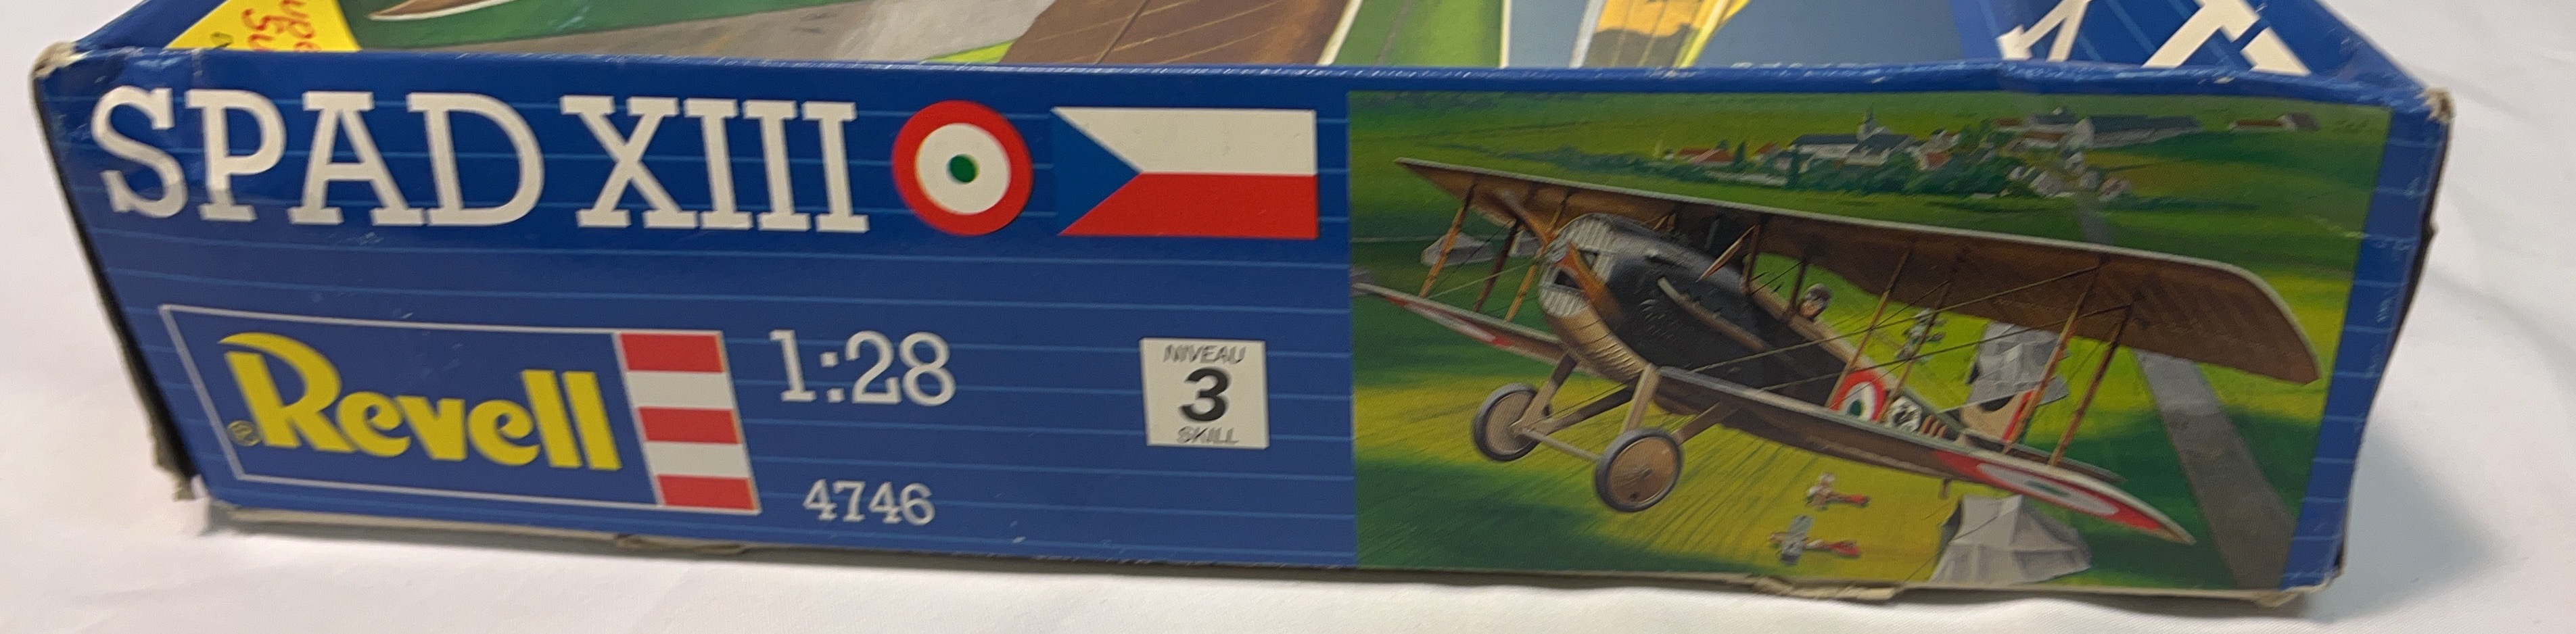 SPAD XIII
® Revell
1:28
4746
NIVEAU
3
SKILL